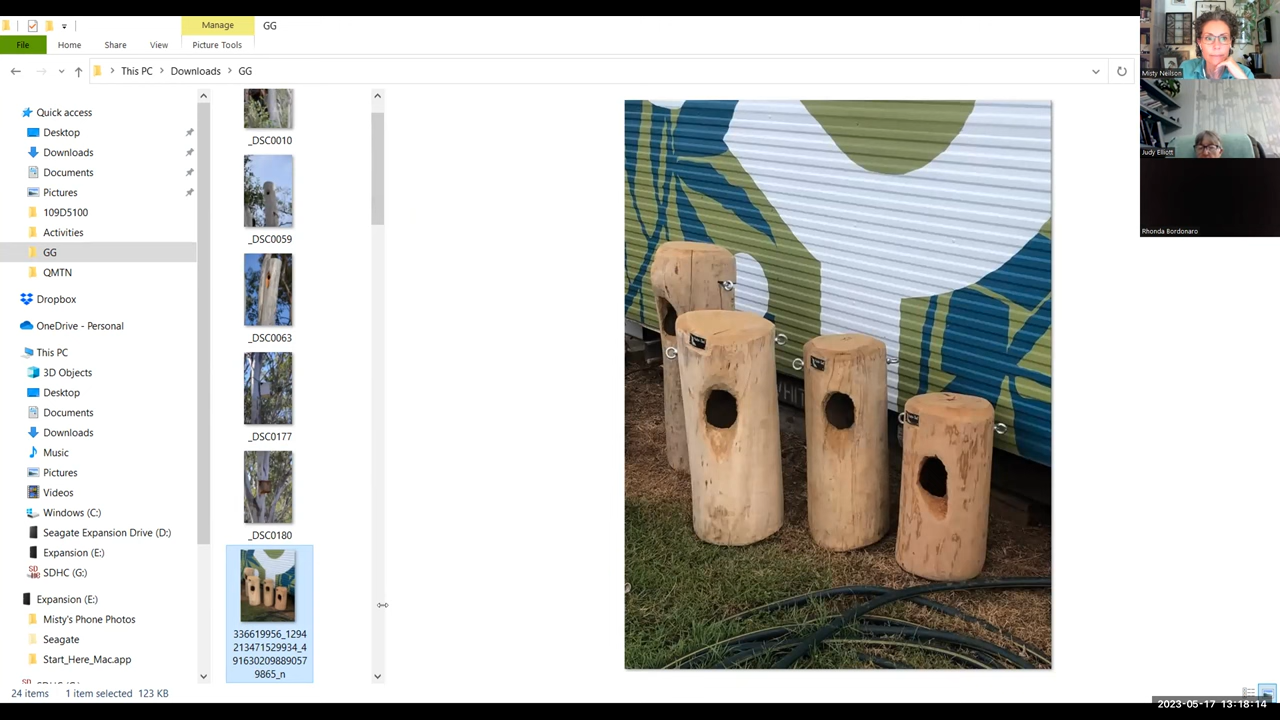 Manage
GG
File
Home
Share
View
Picture Tools
This PC
Downloads
GG
Quick access
Desktop
Downloads
Documents
Pictures
109D5100
Activities
GG
QMTN
Dropbox
OneDrive - Personal
This PC
3D Objects
Desktop
Documents
Downloads
Music
Pictures
Videos
Windows (C:)
Seagate Expansion Drive (D:)
Expansion (E:)
SDHC (G:)
Expansion (E:)
Misty's Phone Photos
Seagate
Start_Here_Mac.app
_DSC0010
_DSC0059
_DSC0063
_DSC0177
_DSC0180
336619956_1294
213471529934_4
91630209889057
9865_n
24 items
1 item selected 123 KB
Misty Neilson
Judy Elliott
Rhonda Bordonaro
2023-05-17 13:18:14